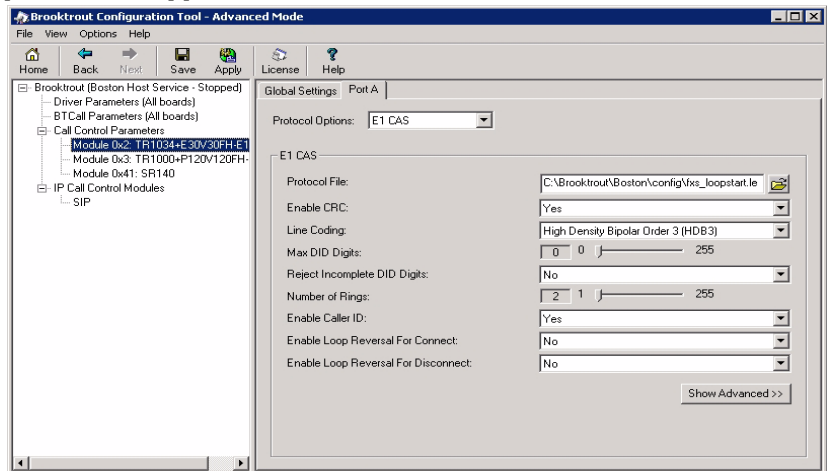 Brooktrout Configuration Tool - Advanced Mode
File View Options Help
Home Back Next Save Apply License Help
Brooktrout (Boston Host Service - Stopped)
Driver Parameters (All boards)
BTCall Parameters (All boards)
Call Control Parameters
Module 0x2: TR1034+E30V30FH-E1
Module 0x3: TR1000+P120V120FH-
Module 0x41: SR140
IP Call Control Modules
SIP
Global Settings Port A
Protocol Options: E1 CAS
E1 CAS
Protocol File: C:\Brooktrout\Boston\config\fxs_loopstart.le
Enable CRC: Yes
Line Coding: High Density Bipolar Order 3 (HDB3)
Max DID Digits: 0 0 255
Reject Incomplete DID Digits: No
Number of Rings: 2 1 255
Enable Caller ID: Yes
Enable Loop Reversal For Connect: No
Enable Loop Reversal For Disconnect: No
Show Advanced >>